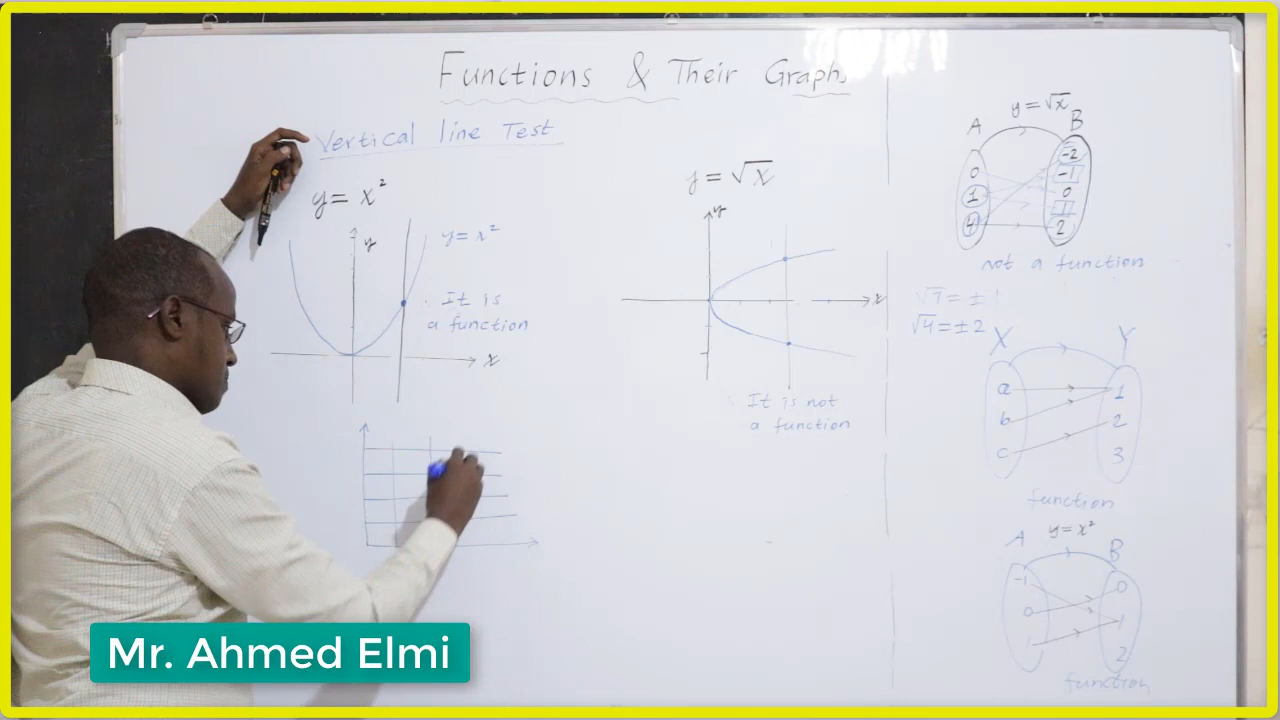 Functions & Their Graphs
Vertical line Test
y = x²
y
y = x²
It is
a function
x
y = √x
y
x
It is not
a function
y = √x
A B
0
1
4
-2
-1
0
1
2
not a function
√1 = ± 1
√4 = ± 2
X Y
a
b
c
1
2
3
function
y = x²
A B
-1
0
1
0
1
2
function
Mr. Ahmed Elmi